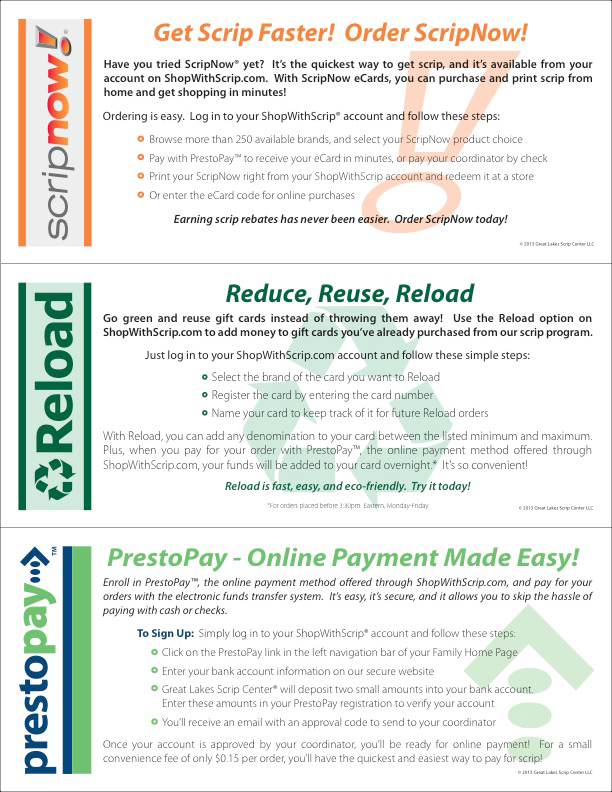 scripnow!®
Get Scrip Faster!  Order ScripNow!
Have you tried ScripNow® yet?  It's the quickest way to get scrip, and it's available from your
account on ShopWithScrip.com.  With ScripNow eCards, you can purchase and print scrip from
home and get shopping in minutes!
Ordering is easy.  Log in to your ShopWithScrip® account and follow these steps:
Browse more than 250 available brands, and select your ScripNow product choice
Pay with PrestoPay™ to receive your eCard in minutes, or pay your coordinator by check
Print your ScripNow right from your ShopWithScrip account and redeem it at a store
Or enter the eCard code for online purchases
Earning scrip rebates has never been easier.  Order ScripNow today!
© 2013 Great Lakes Scrip Center LLC
Reload
Reduce, Reuse, Reload
Go green and reuse gift cards instead of throwing them away!  Use the Reload option on
ShopWithScrip.com to add money to gift cards you've already purchased from our scrip program.
Just log in to your ShopWithScrip.com account and follow these simple steps:
Select the brand of the card you want to Reload
Register the card by entering the card number
Name your card to keep track of it for future Reload orders
With Reload, you can add any denomination to your card between the listed minimum and maximum.
Plus, when you pay for your order with PrestoPay™, the online payment method offered through
ShopWithScrip.com, your funds will be added to your card overnight.*  It's so convenient!
Reload is fast, easy, and eco-friendly.  Try it today!
*For orders placed before 3:30pm  Eastern, Monday-Friday
© 2013 Great Lakes Scrip Center LLC
prestopay™
PrestoPay - Online Payment Made Easy!
Enroll in PrestoPay™, the online payment method offered through ShopWithScrip.com, and pay for your
orders with the electronic funds transfer system.  It's easy, it's secure, and it allows you to skip the hassle of
paying with cash or checks.
To Sign Up:  Simply log in to your ShopWithScrip® account and follow these steps:
Click on the PrestoPay link in the left navigation bar of your Family Home Page
Enter your bank account information on our secure website
Great Lakes Scrip Center® will deposit two small amounts into your bank account.
Enter these amounts in your PrestoPay registration to verify your account
You'll receive an email with an approval code to send to your coordinator
Once your account is approved by your coordinator, you'll be ready for online payment!  For a small
convenience fee of only $0.15 per order, you'll have the quickest and easiest way to pay for scrip!
© 2013 Great Lakes Scrip Center LLC